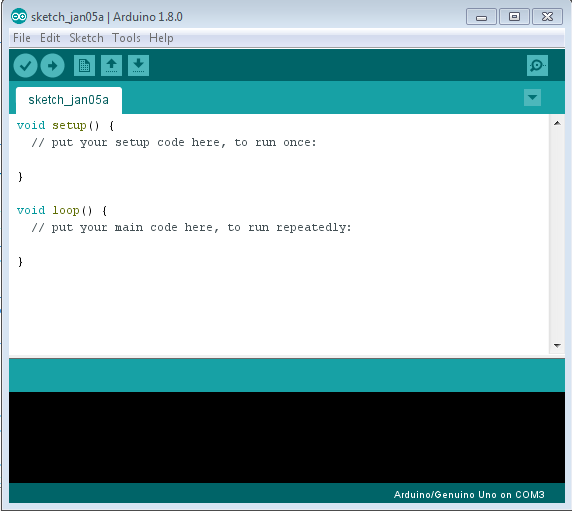 sketch_jan05a | Arduino 1.8.0
File Edit Sketch Tools Help
sketch_jan05a
void setup() {
  // put your setup code here, to run once:
}
void loop() {
  // put your main code here, to run repeatedly:
}
Arduino/Genuino Uno on COM3